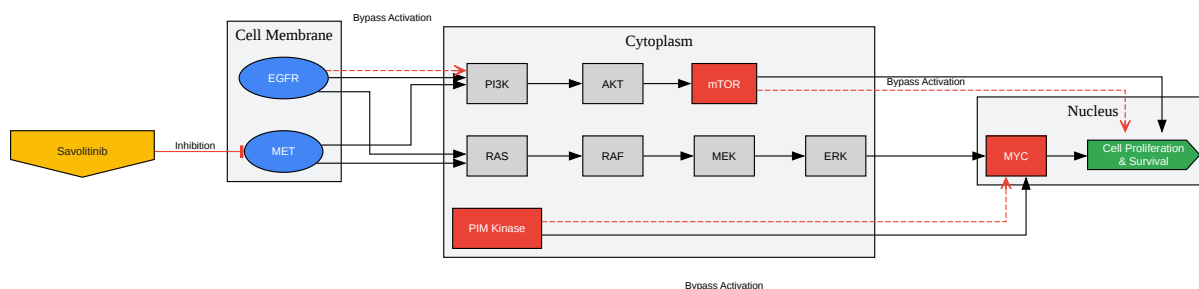 Bypass Activation
Cell Membrane
Cytoplasm
EGFR
PI3K
AKT
mTOR
Bypass Activation
Nucleus
Savolitinib
Inhibition
MET
RAS
RAF
MEK
ERK
MYC
Cell Proliferation
& Survival
PIM Kinase
Bypass Activation